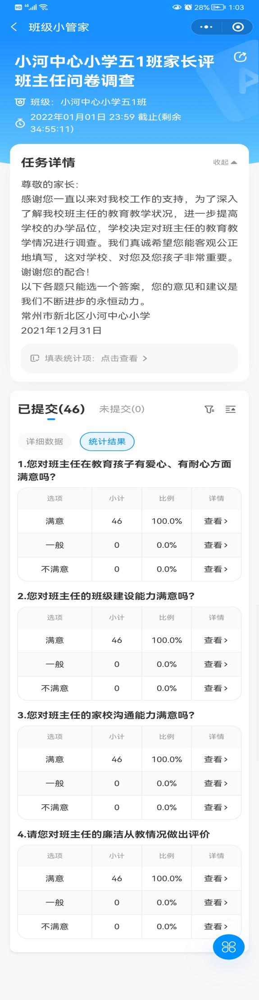 HD 4G 28% 1:03
班级小管家
小河中心小学五1班家长评
班主任问卷调查
班级：小河中心小学五1班
2022年01月01日 23:59 截止(剩余
34:55:11)
任务详情 收起
尊敬的家长：
感谢您一直以来对我校工作的支持，为了深入
了解我校班主任的教育教学状况，进一步提高
学校的办学品位，学校决定对班主任的教育教
学情况进行调查。我们真诚希望您能客观公正
地填写，这对学校、对您及您孩子非常重要。
谢谢您的配合！
以下各题只能选一个答案，您的意见和建议是
我们不断进步的永恒动力。
常州市新北区小河中心小学
2021年12月31日
填表统计项：点击查看 >
已提交(46) 未提交(0)
详细数据 统计结果
1.您对班主任在教育孩子有爱心、有耐心方面
满意吗?
选项 小计 比例 详情
满意 46 100.0% 查看>
一般 0 0.0% 查看>
不满意 0 0.0% 查看>
2.您对班主任的班级建设能力满意吗?
选项 小计 比例 详情
满意 46 100.0% 查看>
一般 0 0.0% 查看>
不满意 0 0.0% 查看>
3.您对班主任的家校沟通能力满意吗?
选项 小计 比例 详情
满意 46 100.0% 查看>
一般 0 0.0% 查看>
不满意 0 0.0% 查看>
4.请您对班主任的廉洁从教情况做出评价
选项 小计 比例 详情
满意 46 100.0% 查看>
一般 0 0.0% 查看>
不满意 0 0.0% 查看>